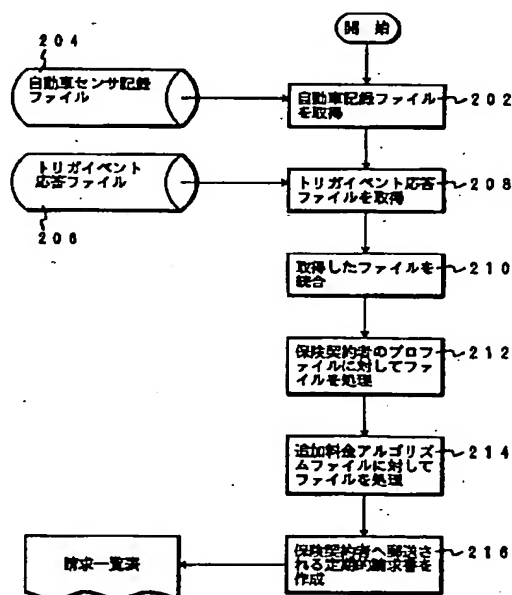 開 始
204
自動車センサ記録
ファイル
自動車記録ファイル
を取得
202
トリガイベント
応答ファイル
206
トリガイベント応答
ファイルを取得
208
取得したファイルを
統合
210
保険契約者のプロフ
ァイルに対してファ
イルを処理
212
追加料金アルゴリズ
ムファイルに対して
ファイルを処理
214
保険契約者へ郵送さ
れる定期的請求書を
作成
216
請求一覧済